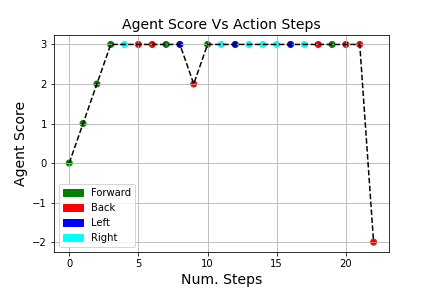 Agent Score Vs Action Steps
3
2
1
0
−1
−2
Agent Score
Forward
Back
Left
Right
0 5 10 15 20
Num. Steps